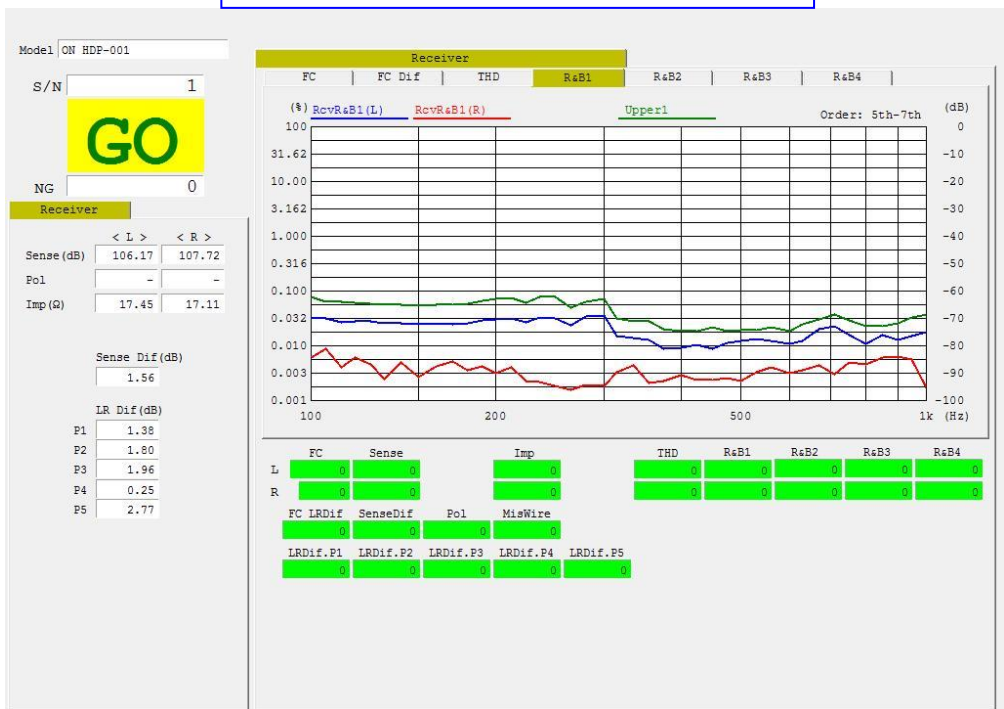 Model ON HDP-001
S/N 1
GO
NG 0
Receiver
< L > < R >
Sense(dB) 106.17 107.72
Pol - -
Imp(Ω) 17.45 17.11
Sense Dif(dB)
1.56
LR Dif(dB)
P1 1.38
P2 1.80
P3 1.96
P4 0.25
P5 2.77
Receiver
FC FC Dif THD R&B1 R&B2 R&B3 R&B4
(%) RcvR&B1(L) RcvR&B1(R) Upper1 Order: 5th-7th (dB)
100 0
31.62 -10
10.00 -20
3.162 -30
1.000 -40
0.316 -50
0.100 -60
0.032 -70
0.010 -80
0.003 -90
0.001 -100
100 200 500 1k (Hz)
FC Sense Imp THD R&B1 R&B2 R&B3 R&B4
L 0 0 0 0 0 0 0 0
R 0 0 0 0 0 0 0 0
FC LRDif SenseDif Pol MisWire
0 0 0 0
LRDif.P1 LRDif.P2 LRDif.P3 LRDif.P4 LRDif.P5
0 0 0 0 0